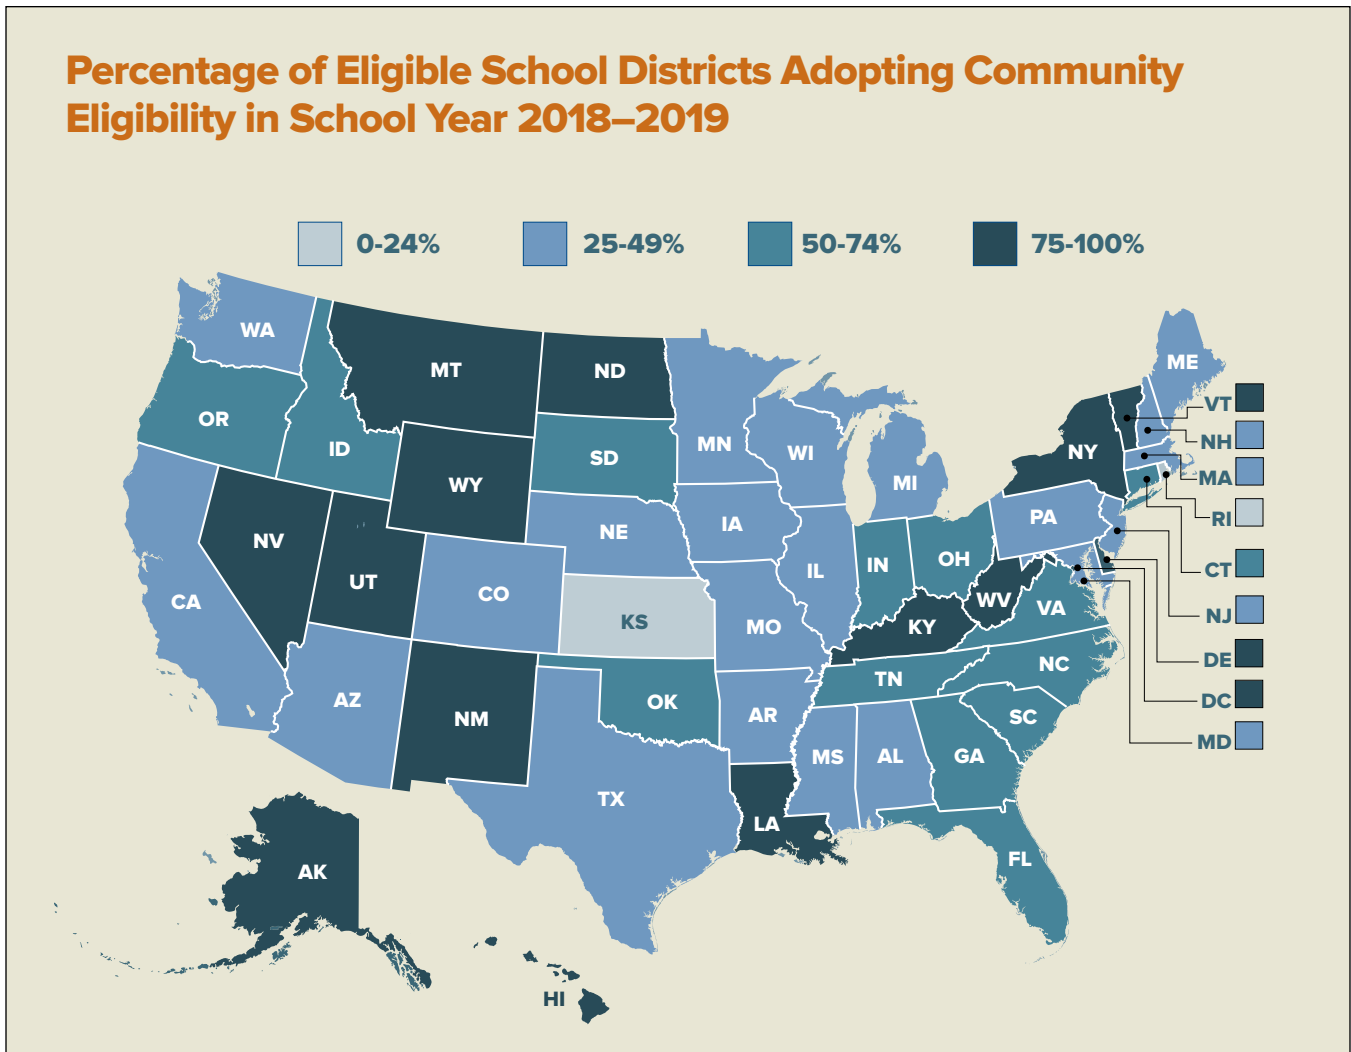 Percentage of Eligible School Districts Adopting Community
Eligibility in School Year 2018–2019
0-24% 25-49% 50-74% 75-100%
WA
MT
ND
ME
VT
OR
ID
SD
MN
WI
NY
NH
MI
MA
WY
RI
NV
NE
IA
PA
UT
IL
IN
OH
CT
CA
CO
KS
MO
KY
WV
VA
NJ
DE
AZ
NM
OK
TN
NC
DC
AR
SC
MD
MS
AL
GA
TX
LA
FL
AK
HI